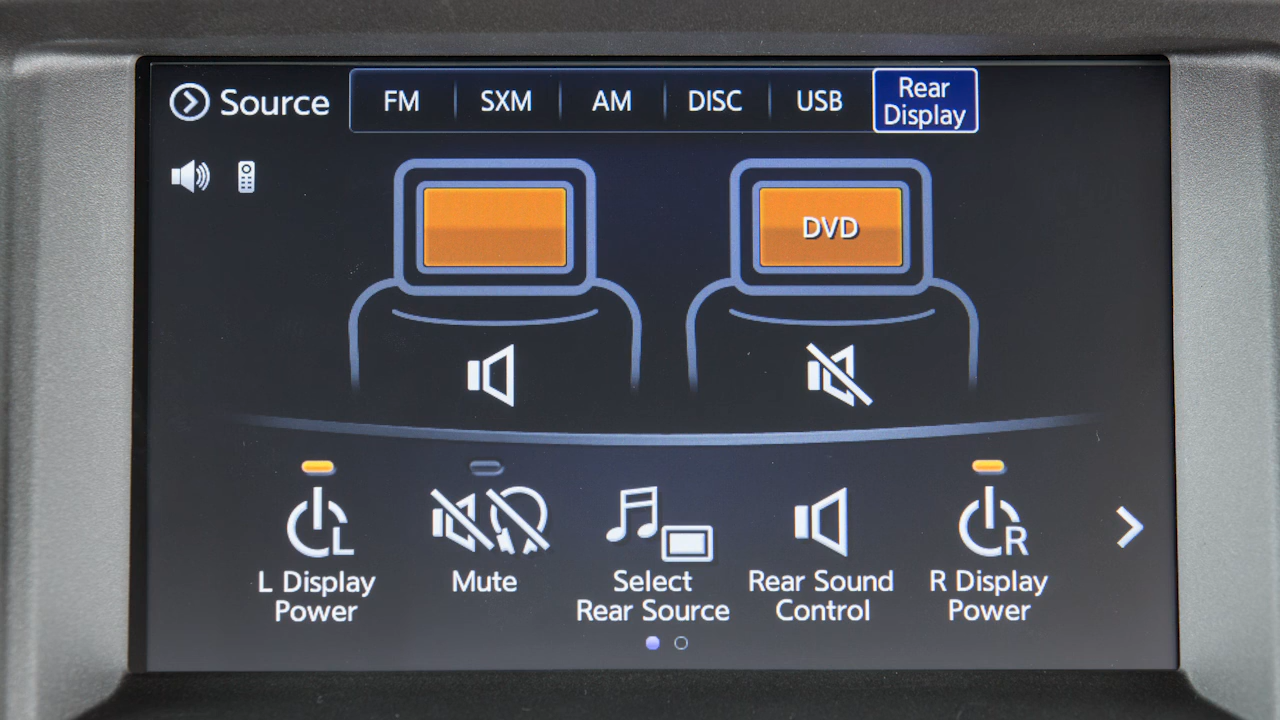 Source
FM
SXM
AM
DISC
USB
Rear
Display
DVD
L
R
L Display
Power
Mute
Select
Rear Source
Rear Sound
Control
R Display
Power